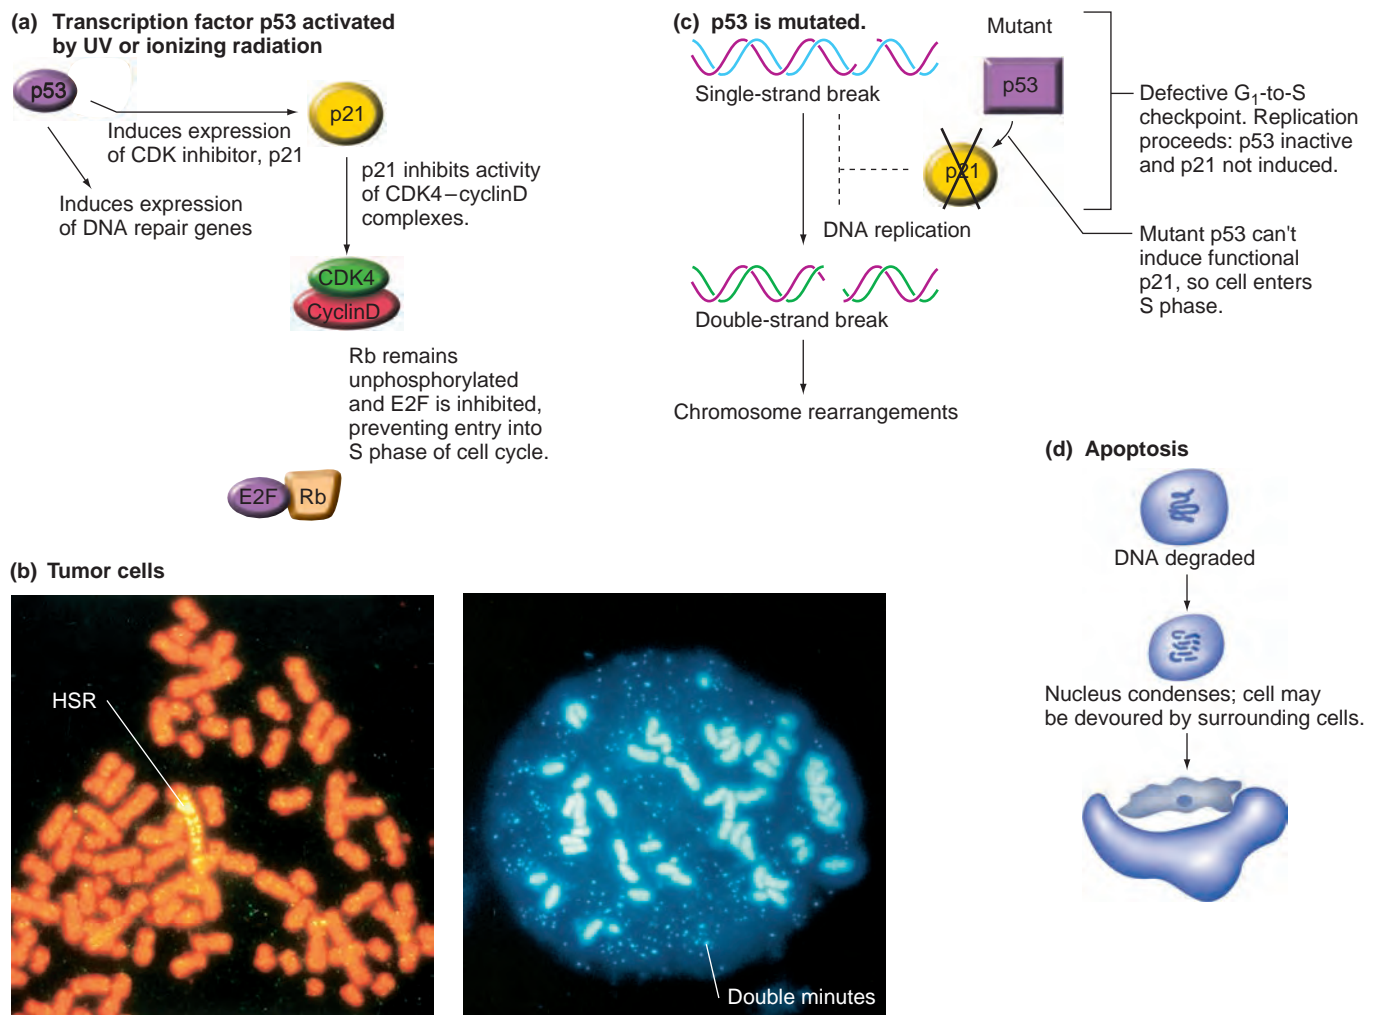 (a) Transcription factor p53 activated
by UV or ionizing radiation
p53
p21
Induces expression
of CDK inhibitor, p21
Induces expression
of DNA repair genes
p21 inhibits activity
of CDK4–cyclinD
complexes.
CDK4
CyclinD
Rb remains
unphosphorylated
and E2F is inhibited,
preventing entry into
S phase of cell cycle.
E2F
Rb
(b) Tumor cells
HSR
Double minutes
(c) p53 is mutated.
Single-strand break
Mutant
p53
p21
DNA replication
Double-strand break
Chromosome rearrangements
Defective G1-to-S
checkpoint. Replication
proceeds: p53 inactive
and p21 not induced.
Mutant p53 can't
induce functional
p21, so cell enters
S phase.
(d) Apoptosis
DNA degraded
Nucleus condenses; cell may
be devoured by surrounding cells.